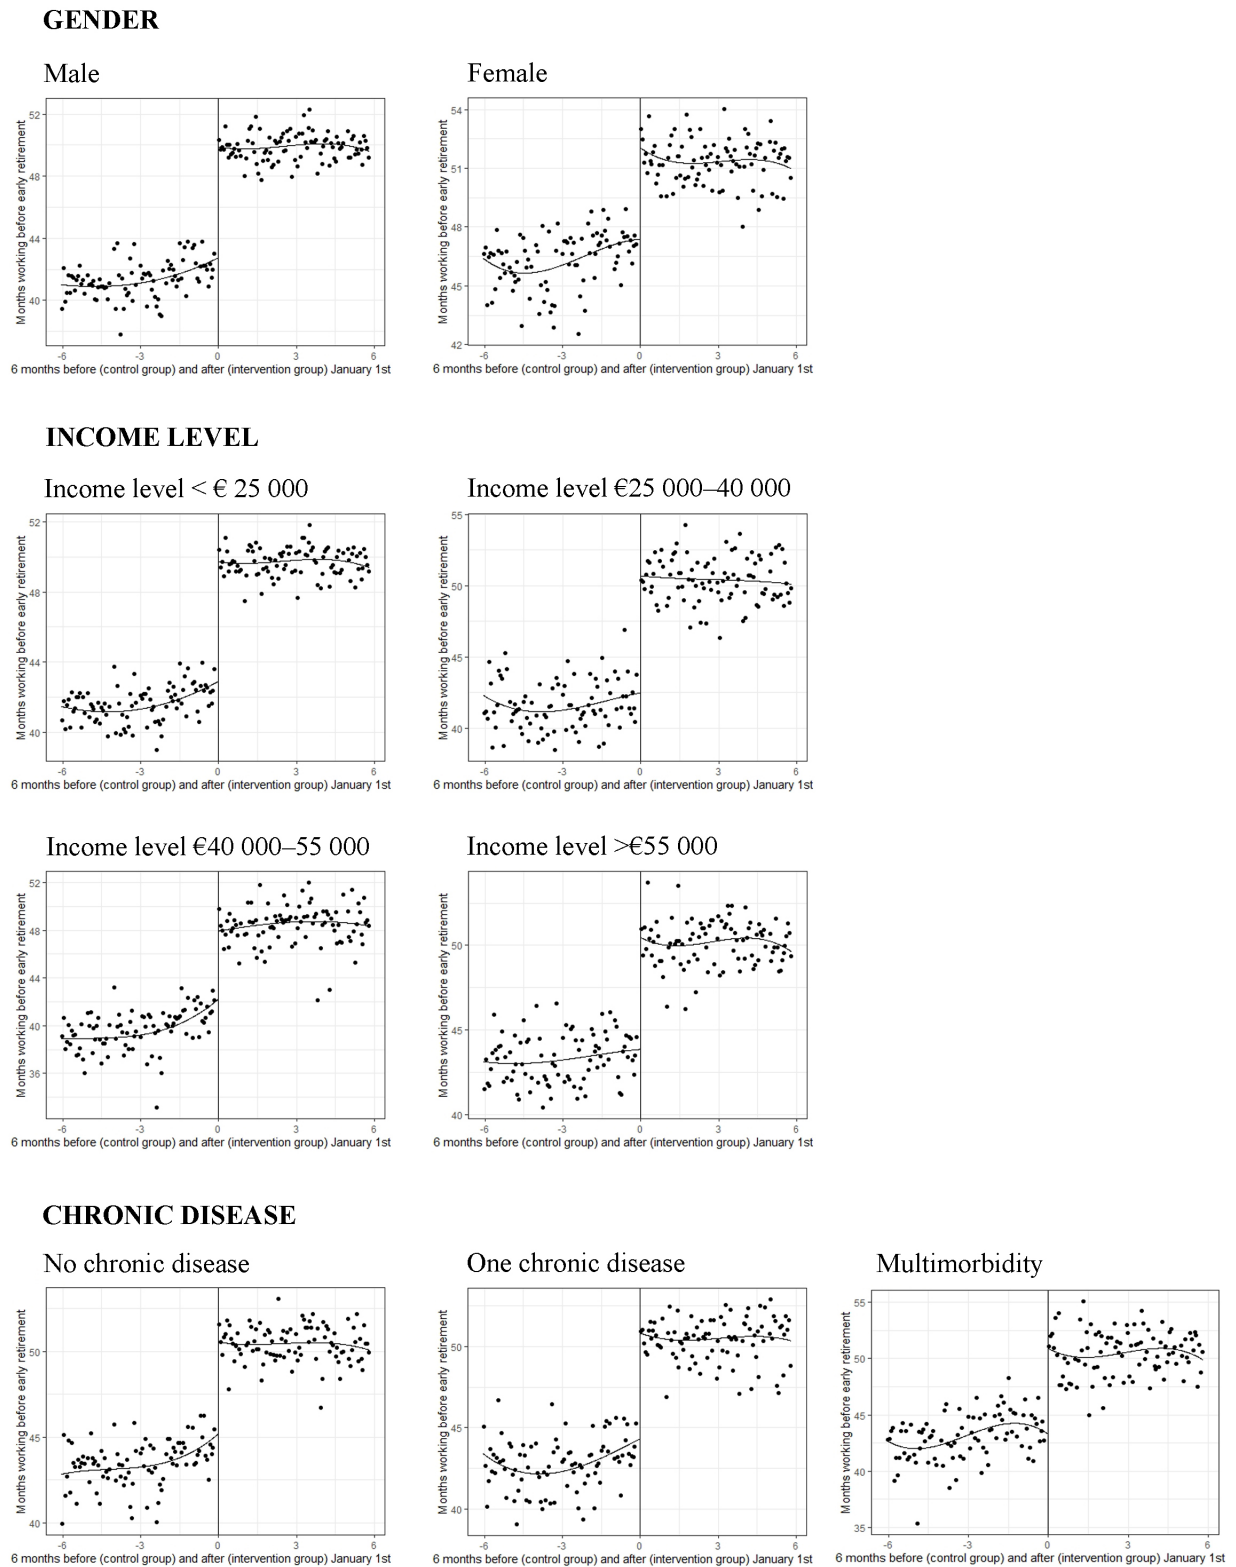 GENDER
Male
Female
Months working before early retirement
52
48
44
40
-6
-3
0
3
6
6 months before (control group) and after (intervention group) January 1st
Months working before early retirement
54
51
48
45
42
-6
-3
0
3
6
6 months before (control group) and after (intervention group) January 1st
INCOME LEVEL
Income level < € 25 000
Income level €25 000–40 000
Months working before early retirement
52
48
44
40
-6
-3
0
3
6
6 months before (control group) and after (intervention group) January 1st
Months working before early retirement
55
50
45
40
-6
-3
0
3
6
6 months before (control group) and after (intervention group) January 1st
Income level €40 000–55 000
Income level >€55 000
Months working before early retirement
52
48
44
40
36
-6
-3
0
3
6
6 months before (control group) and after (intervention group) January 1st
Months working before early retirement
50
45
40
-6
-3
0
3
6
6 months before (control group) and after (intervention group) January 1st
CHRONIC DISEASE
No chronic disease
One chronic disease
Multimorbidity
Months working before early retirement
50
45
40
-6
-3
0
3
6
6 months before (control group) and after (intervention group) January 1st
Months working before early retirement
50
45
40
-6
-3
0
3
6
6 months before (control group) and after (intervention group) January 1st
Months working before early retirement
55
50
45
40
35
-6
-3
0
3
6
6 months before (control group) and after (intervention group) January 1st